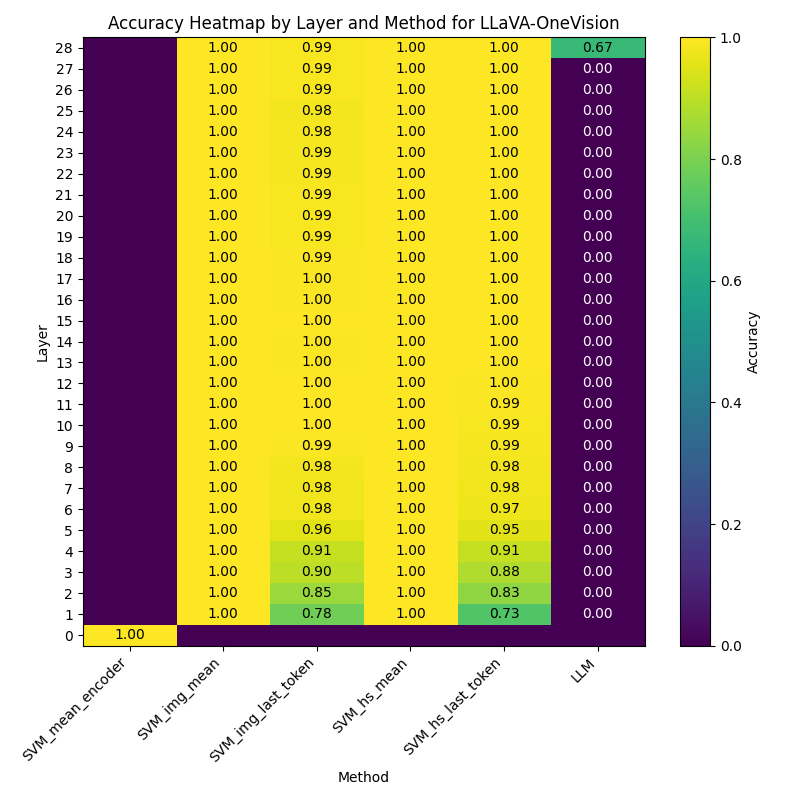 Accuracy Heatmap by Layer and Method for LLaVA-OneVision
28 1.00 0.99 1.00 1.00 0.67
27 1.00 0.99 1.00 1.00 0.00
26 1.00 0.99 1.00 1.00 0.00
25 1.00 0.98 1.00 1.00 0.00
24 1.00 0.98 1.00 1.00 0.00
23 1.00 0.99 1.00 1.00 0.00
22 1.00 0.99 1.00 1.00 0.00
21 1.00 0.99 1.00 1.00 0.00
20 1.00 0.99 1.00 1.00 0.00
19 1.00 0.99 1.00 1.00 0.00
18 1.00 0.99 1.00 1.00 0.00
17 1.00 1.00 1.00 1.00 0.00
16 1.00 1.00 1.00 1.00 0.00
15 1.00 1.00 1.00 1.00 0.00
14 1.00 1.00 1.00 1.00 0.00
13 1.00 1.00 1.00 1.00 0.00
12 1.00 1.00 1.00 1.00 0.00
11 1.00 1.00 1.00 0.99 0.00
10 1.00 1.00 1.00 0.99 0.00
9 1.00 0.99 1.00 0.99 0.00
8 1.00 0.98 1.00 0.98 0.00
7 1.00 0.98 1.00 0.98 0.00
6 1.00 0.98 1.00 0.97 0.00
5 1.00 0.96 1.00 0.95 0.00
4 1.00 0.91 1.00 0.91 0.00
3 1.00 0.90 1.00 0.88 0.00
2 1.00 0.85 1.00 0.83 0.00
1 1.00 0.78 1.00 0.73 0.00
0 1.00
Layer
SVM_mean_encoder
SVM_img_mean
SVM_img_last_token
SVM_hs_mean
SVM_hs_last_token
LLM
Method
1.0
0.8
0.6
0.4
0.2
0.0
Accuracy